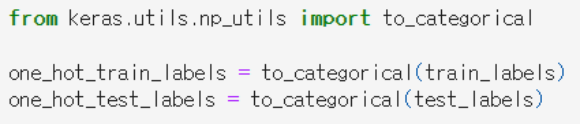 from keras.utils.np_utils import to_categorical
one_hot_train_labels = to_categorical(train_labels)
one_hot_test_labels = to_categorical(test_labels)